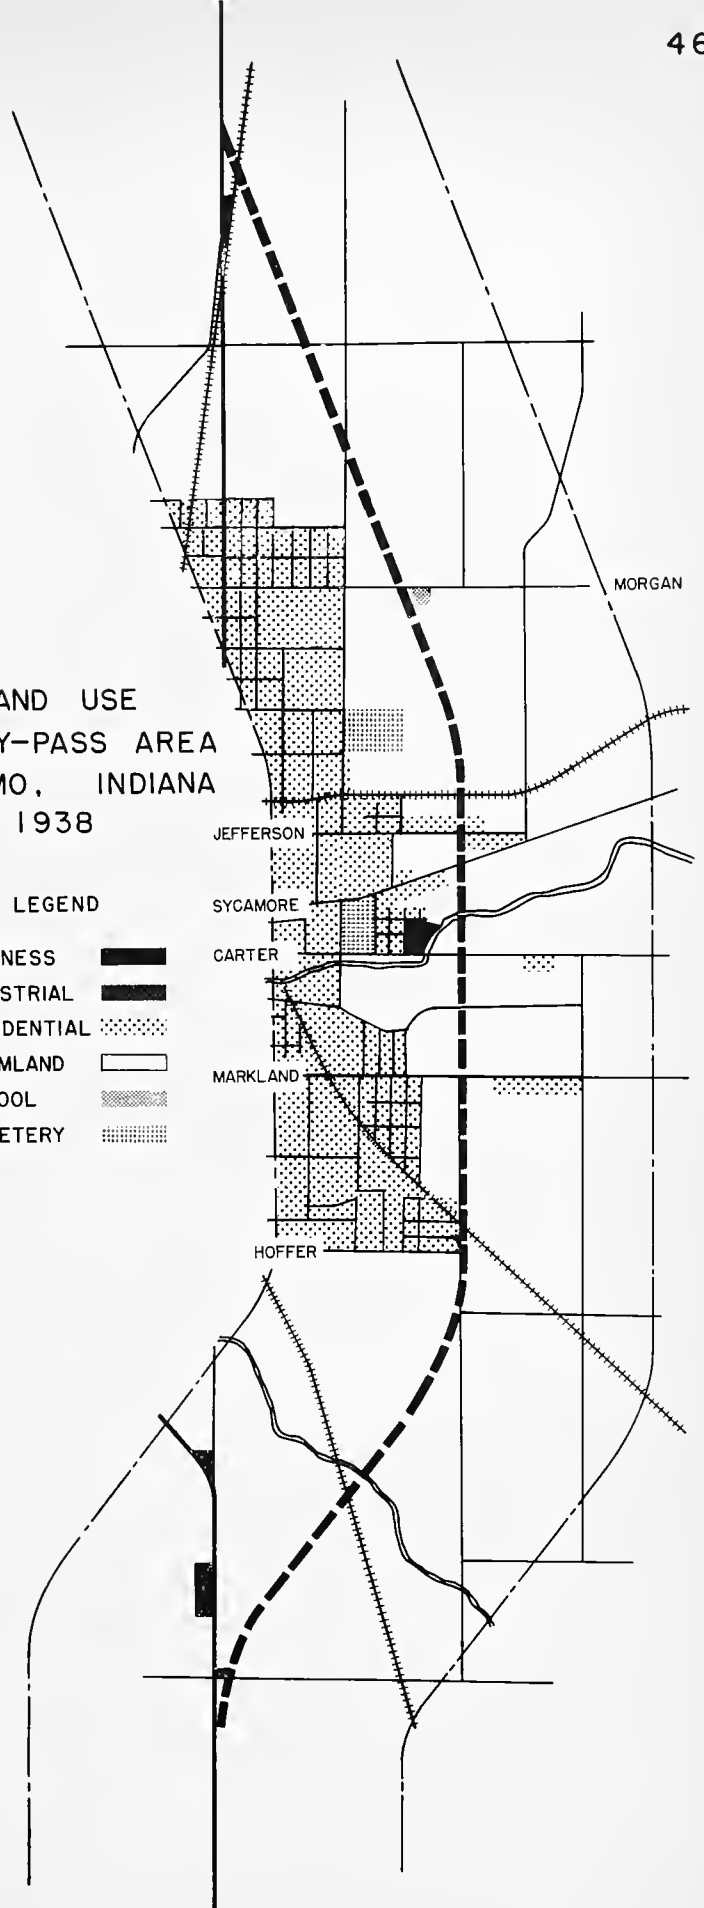 46
MORGAN
AND USE
Y-PASS AREA
MO, INDIANA
1938
JEFFERSON
LEGEND
SYCAMORE
NESS
CARTER
STRIAL
DENTIAL
MLAND
OOL
MARKLAND
ETERY
HOFFER